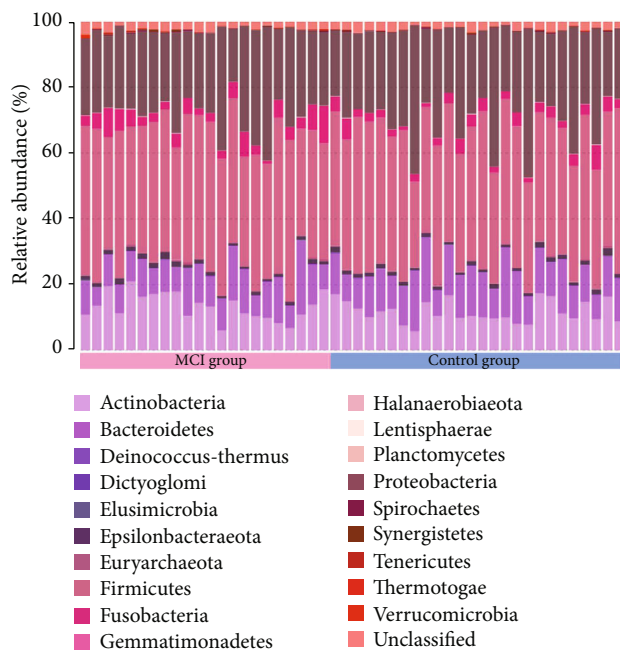 Relative abundance (%)
100
80
60
40
20
0
MCI group
Control group
Actinobacteria
Bacteroidetes
Deinococcus-thermus
Dictyoglomi
Elusimicrobia
Epsilonbacteraeota
Euryarchaeota
Firmicutes
Fusobacteria
Gemmatimonadetes
Halanaerobiaeota
Lentisphaerae
Planctomycetes
Proteobacteria
Spirochaetes
Synergistetes
Tenericutes
Thermotogae
Verrucomicrobia
Unclassified